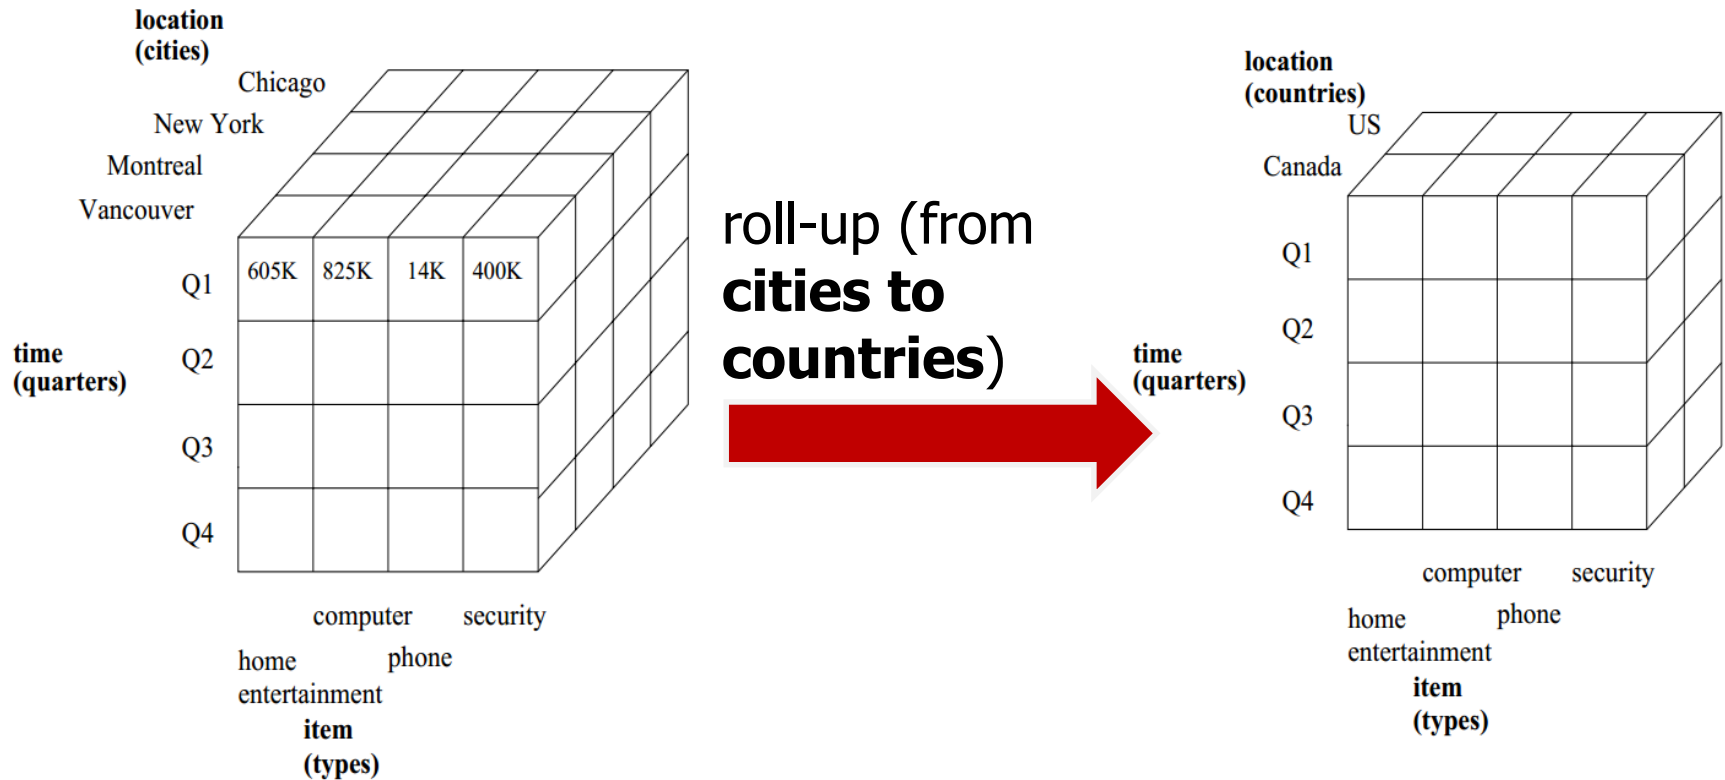 location
(cities)
Chicago
New York
Montreal
Vancouver
605K 825K 14K 400K
Q1
Q2
time
(quarters)
Q3
Q4
computer security
home phone
entertainment
item
(types)
roll-up (from
cities to
countries)
location
(countries)
US
Canada
Q1
Q2
time
(quarters)
Q3
Q4
computer security
home phone
entertainment
item
(types)